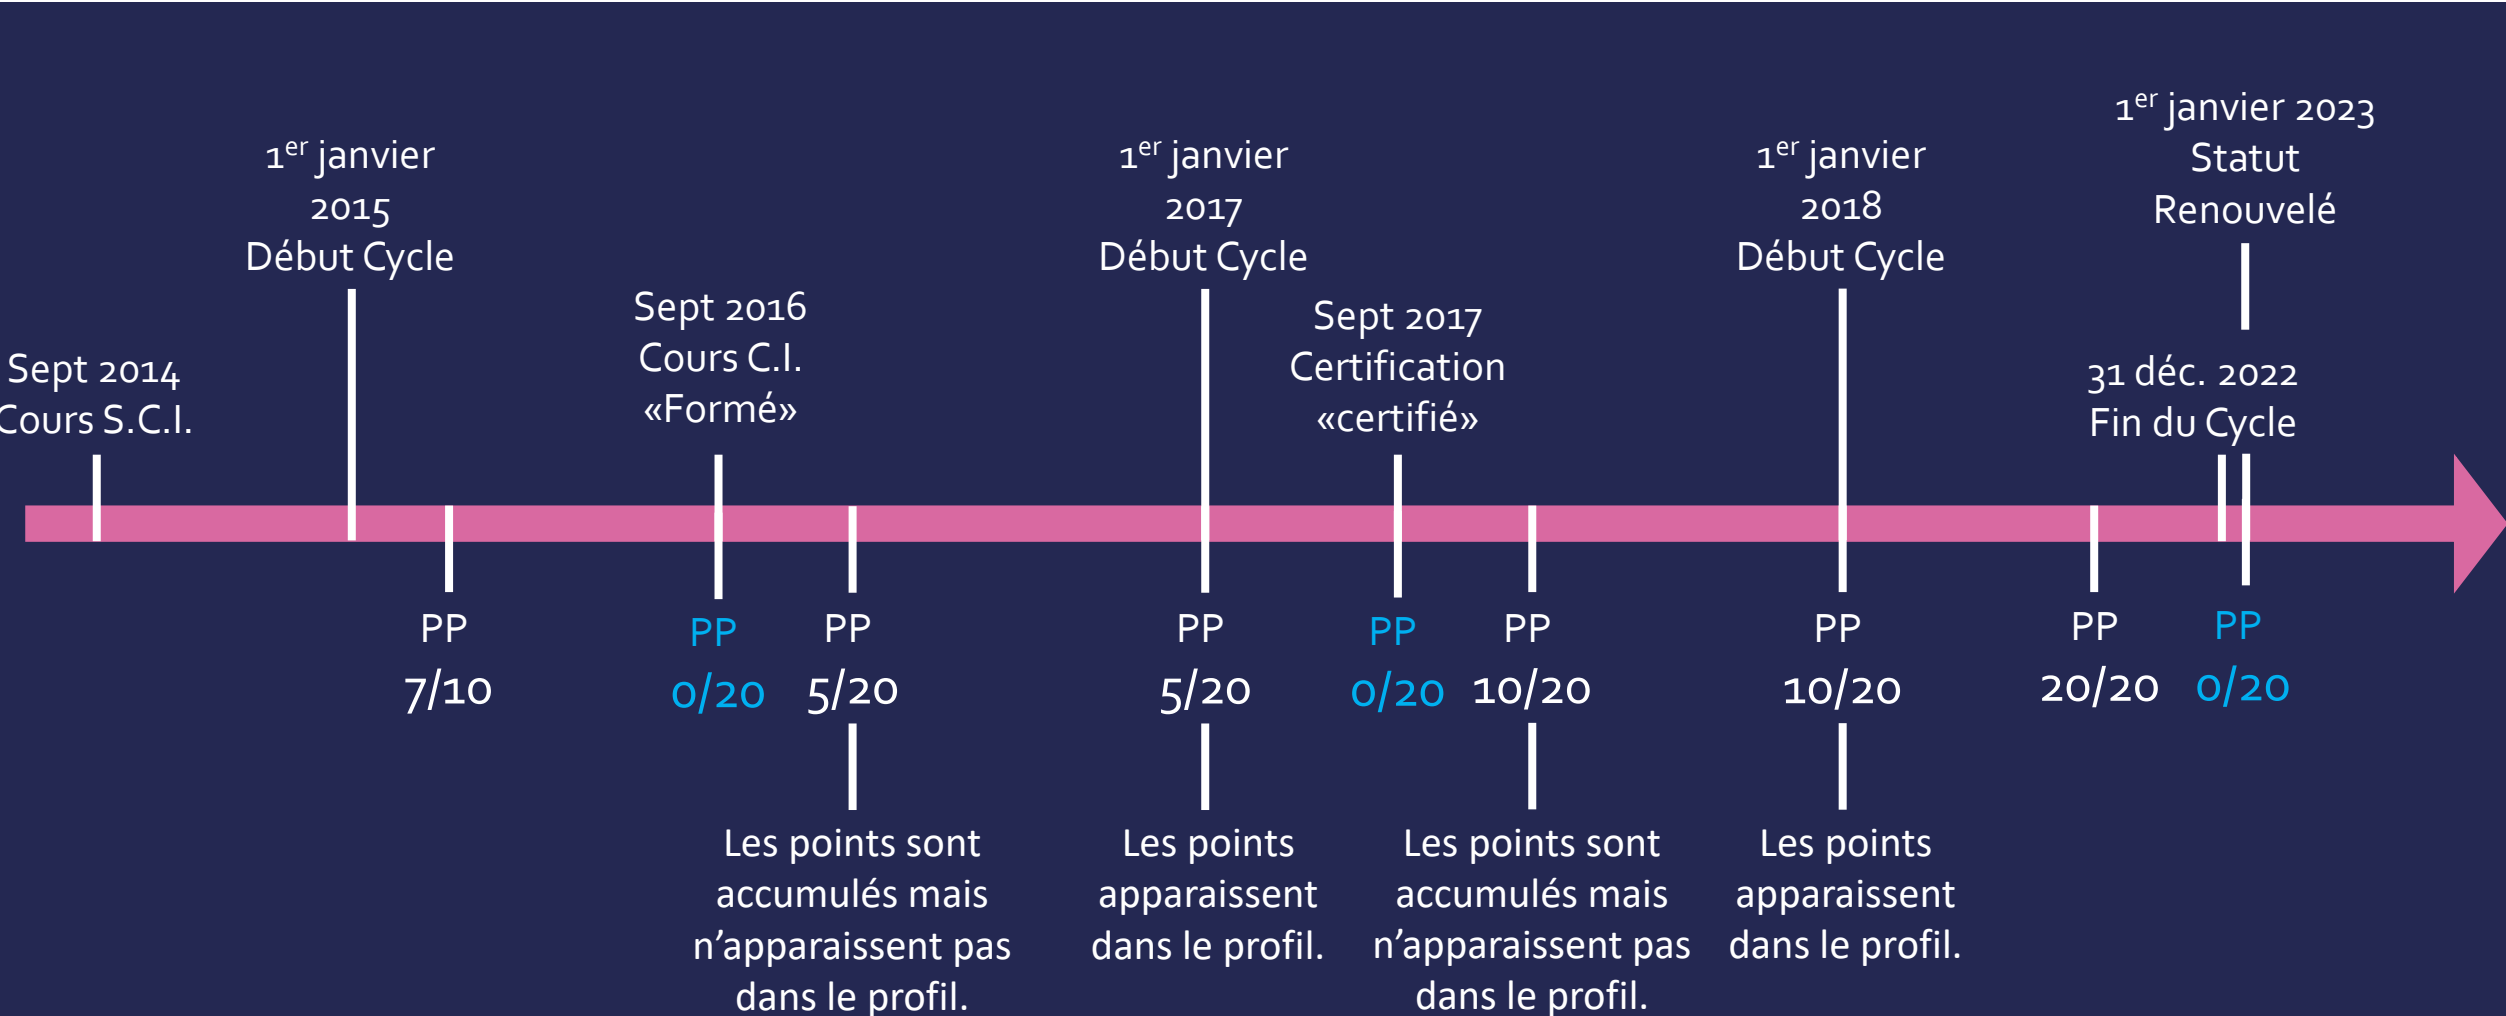 Sept 2014
Cours S.C.I.
1er janvier
2015
Début Cycle
PP
7/10
Sept 2016
Cours C.I.
«Formé»
PP
0/20
PP
5/20
Les points sont
accumulés mais
n’apparaissent pas
dans le profil.
1er janvier
2017
Début Cycle
PP
5/20
Les points
apparaissent
dans le profil.
Sept 2017
Certification
«certifié»
PP
0/20
PP
10/20
Les points sont
accumulés mais
n’apparaissent pas
dans le profil.
1er janvier
2018
Début Cycle
PP
10/20
Les points
apparaissent
dans le profil.
PP
20/20
31 déc. 2022
Fin du Cycle
1er janvier 2023
Statut
Renouvelé
PP
0/20